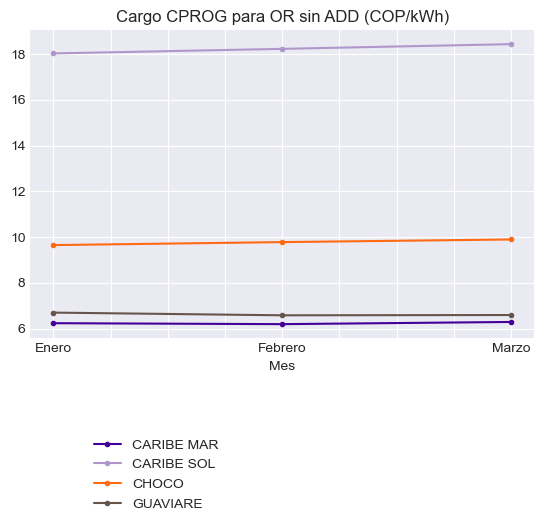 Cargo CPROG para OR sin ADD (COP/kWh)
18
16
14
12
10
8
6
Enero Febrero Marzo
Mes
CARIBE MAR
CARIBE SOL
CHOCO
GUAVIARE